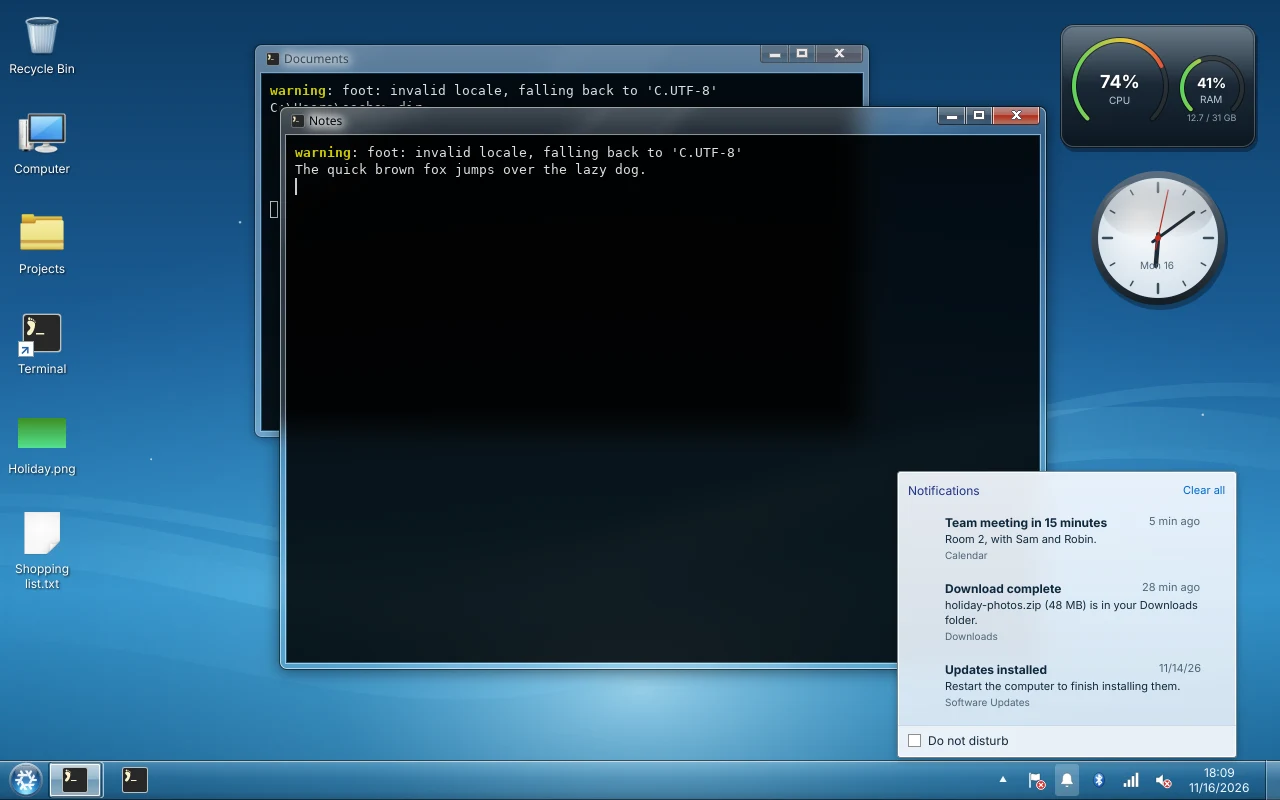 Recycle Bin
Computer
Projects
Terminal
Holiday.png
Shopping
list.txt
Documents
warning: foot: invalid locale, falling back to 'C.UTF-8'
Notes
warning: foot: invalid locale, falling back to 'C.UTF-8'
The quick brown fox jumps over the lazy dog.
74%
CPU
41%
RAM
12.7 / 31 GB
Mon 16
Notifications
Clear all
Team meeting in 15 minutes
5 min ago
Room 2, with Sam and Robin.
Calendar
Download complete
28 min ago
holiday-photos.zip (48 MB) is in your Downloads
folder.
Downloads
Updates installed
11/14/26
Restart the computer to finish installing them.
Software Updates
Do not disturb
18:09
11/16/2026